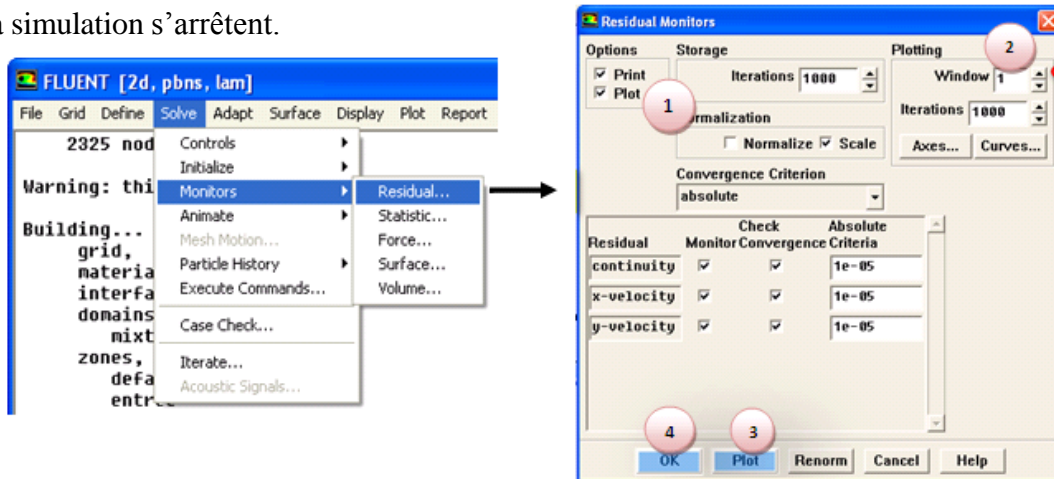 a simulation s'arrêtent.
FLUENT [2d, pbns, lam]
File Grid Define Solve Adapt Surface Display Plot Report
2325 nod
Warning: thi
Building...
grid,
materia
interfa
domains
mixt
zones,
defa
entr
Controls
Initialize
Monitors
Animate
Mesh Motion...
Particle History
Execute Commands...
Case Check...
Iterate...
Acoustic Signals...
Residual...
Statistic...
Force...
Surface...
Volume...
Residual Monitors
Options
Print
Plot
1
Storage
Iterations 1000
ormalization
Normalize Scale
Convergence Criterion
absolute
Plotting
2
Window 1
Iterations 1000
Axes... Curves...
Check Absolute
Residual Monitor Convergence Criteria
continuity 1e-05
x-velocity 1e-05
y-velocity 1e-05
4 3
OK Plot Renorm Cancel Help